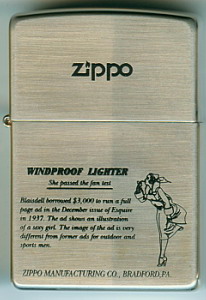 zippo
WINDPROOF LIGHTER
She passed the fan test
Blaisdell borrowed $3,000 to run a full
page ad in the December issue of Esquire
in 1937. The ad shows an illustration
of a sexy girl. The image of the ad is very
different from former ads for outdoor and
sports men.
ZIPPO MANUFACTURING CO., BRADFORD,PA.